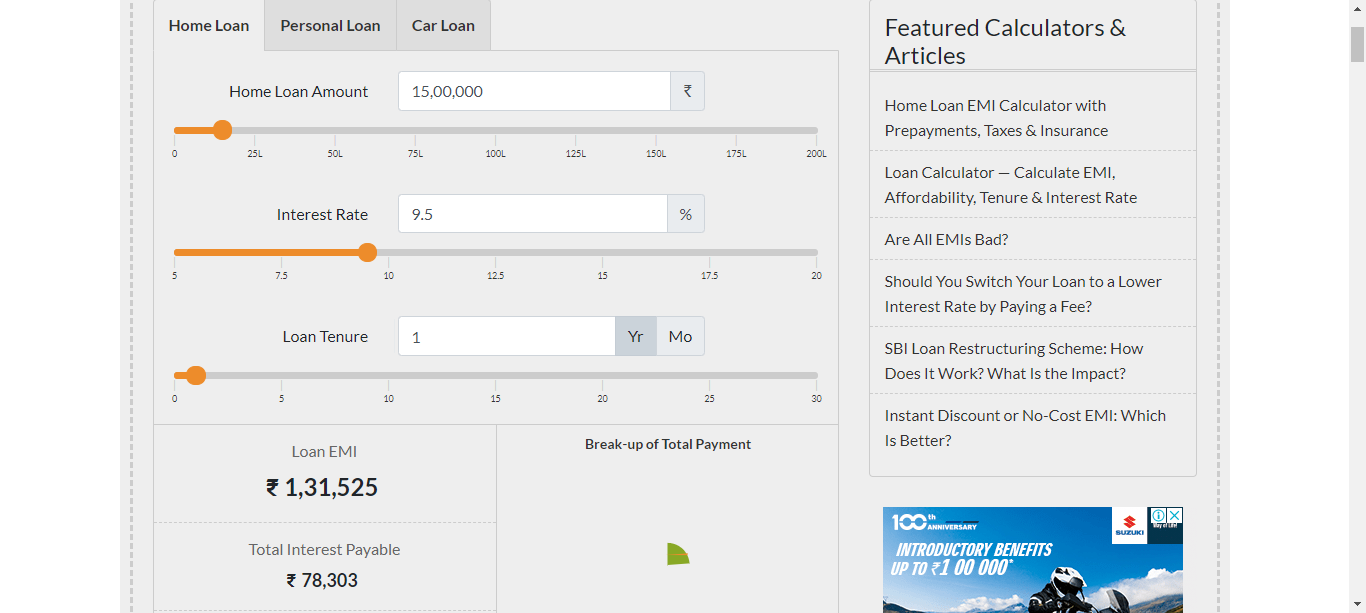 Home Loan
Personal Loan
Car Loan
Home Loan Amount
15,00,000
₹
0 25L 50L 75L 100L 125L 150L 175L 200L
Interest Rate
9.5
%
5 7.5 10 12.5 15 17.5 20
Loan Tenure
1
Yr
Mo
0 5 10 15 20 25 30
Loan EMI
₹ 1,31,525
Total Interest Payable
₹ 78,303
Break-up of Total Payment
Featured Calculators &
Articles
Home Loan EMI Calculator with
Prepayments, Taxes & Insurance
Loan Calculator — Calculate EMI,
Affordability, Tenure & Interest Rate
Are All EMIs Bad?
Should You Switch Your Loan to a Lower
Interest Rate by Paying a Fee?
SBI Loan Restructuring Scheme: How
Does It Work? What Is the Impact?
Instant Discount or No-Cost EMI: Which
Is Better?
100th
ANNIVERSARY
SUZUKI
Way of Life!
INTRODUCTORY BENEFITS
UP TO ₹1 00 000*